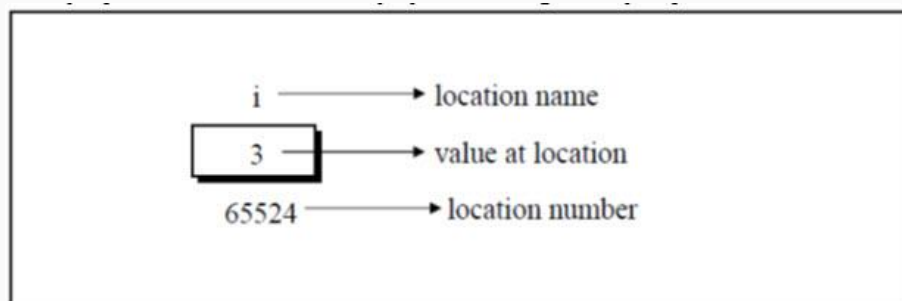 i location name
3 value at location
65524 location number